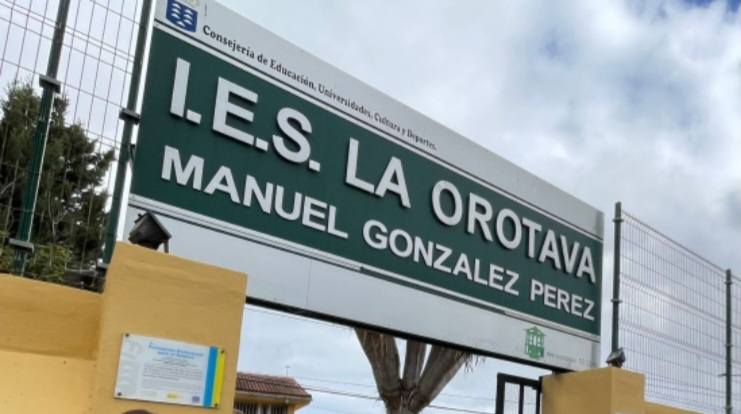 Consejería de Educación, Universidades, Cultura y Deportes.
I.E.S. LA OROTAVA
MANUEL GONZALEZ PEREZ